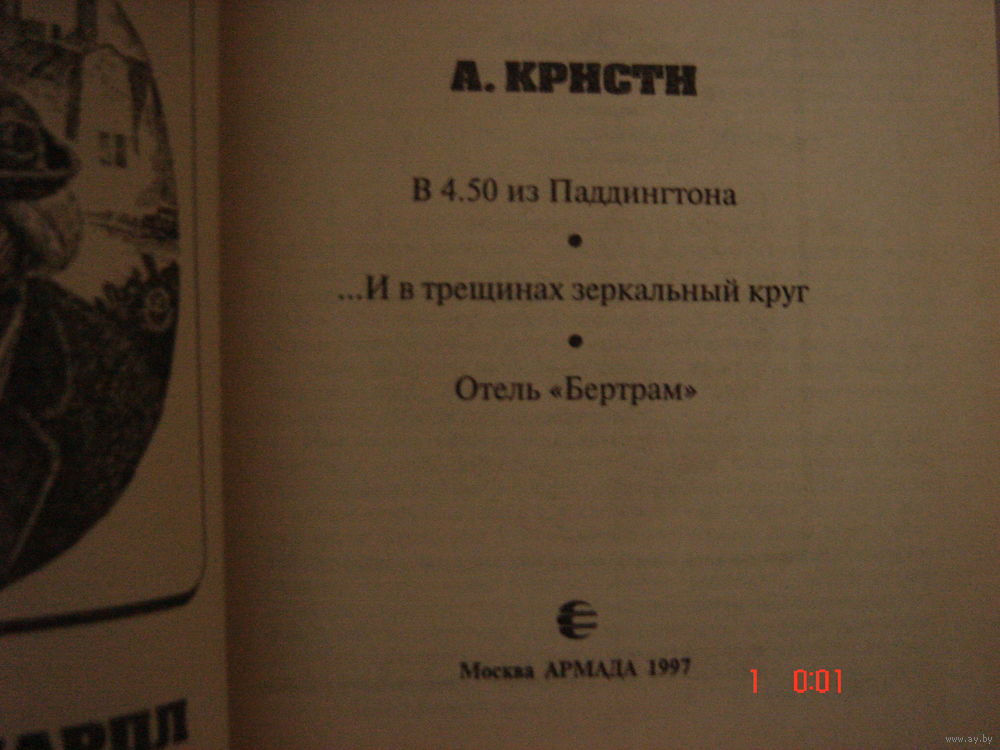 А. КРИСТИ
В 4.50 из Паддингтона
...И в трещинах зеркальный круг
Отель «Бертрам»
Москва АРМАДА 1997
1 0:01
www.ay.by